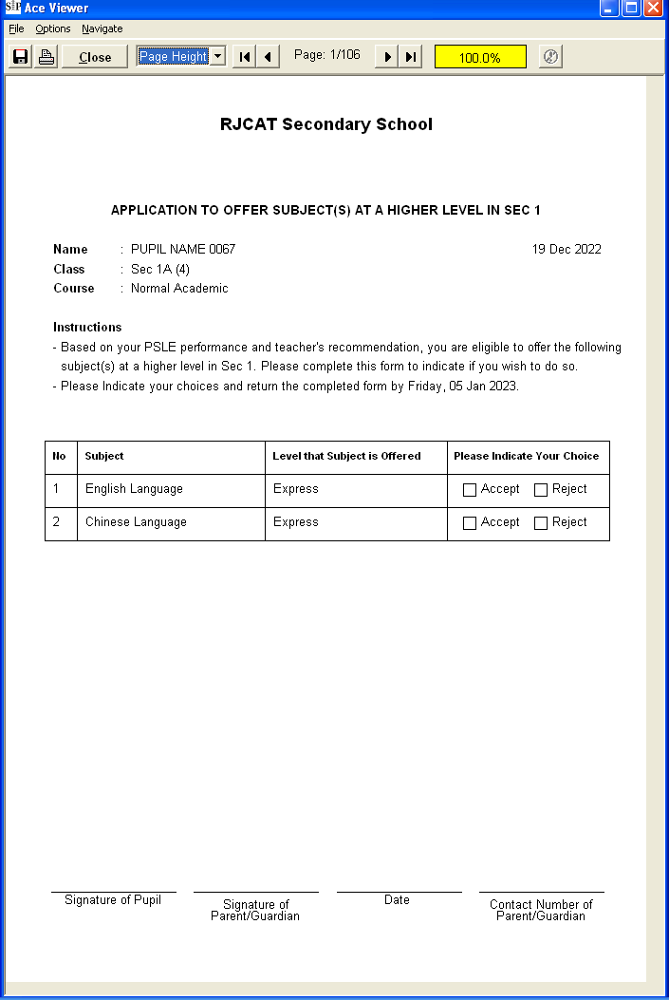 SIP Ace Viewer
File Options Navigate
Close Page Height Page: 1/106 100.0%
RJCAT Secondary School
APPLICATION TO OFFER SUBJECT(S) AT A HIGHER LEVEL IN SEC 1
Name : PUPIL NAME 0067 19 Dec 2022
Class : Sec 1A (4)
Course : Normal Academic
Instructions
- Based on your PSLE performance and teacher's recommendation, you are eligible to offer the following
subject(s) at a higher level in Sec 1. Please complete this form to indicate if you wish to do so.
- Please Indicate your choices and return the completed form by Friday, 05 Jan 2023.
No Subject Level that Subject is Offered Please Indicate Your Choice
1 English Language Express Accept Reject
2 Chinese Language Express Accept Reject
Signature of Pupil
Signature of
Parent/Guardian
Date
Contact Number of
Parent/Guardian